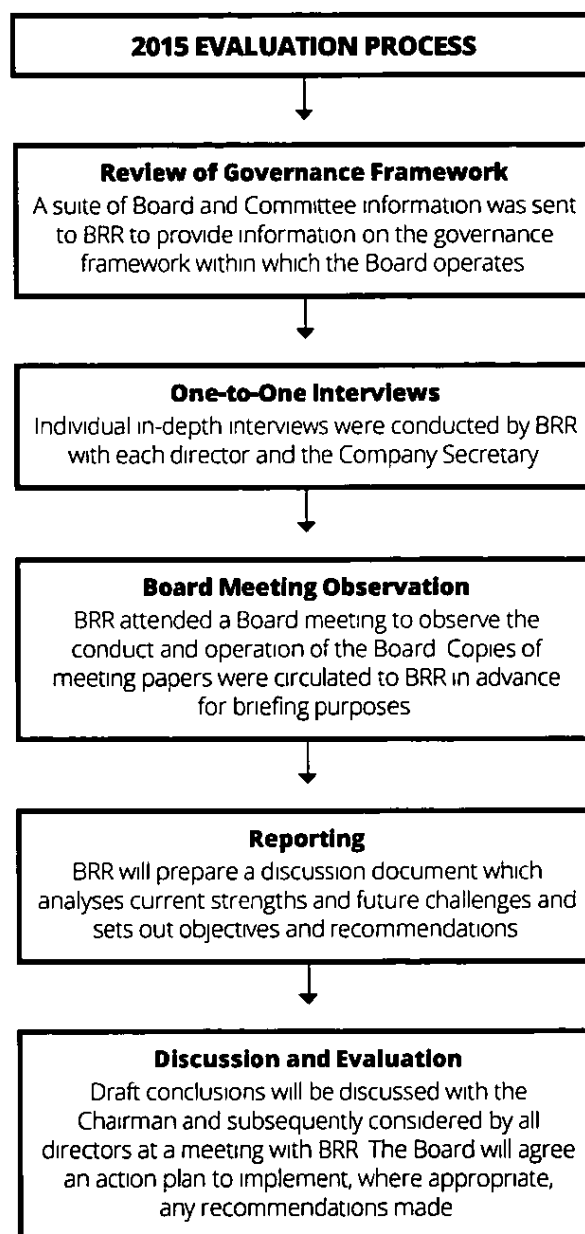 2015 EVALUATION PROCESS
Review of Governance Framework
A suite of Board and Committee information was sent
to BRR to provide information on the governance
framework within which the Board operates
One-to-One Interviews
Individual in-depth interviews were conducted by BRR
with each director and the Company Secretary
Board Meeting Observation
BRR attended a Board meeting to observe the
conduct and operation of the Board Copies of
meeting papers were circulated to BRR in advance
for briefing purposes
Reporting
BRR will prepare a discussion document which
analyses current strengths and future challenges and
sets out objectives and recommendations
Discussion and Evaluation
Draft conclusions will be discussed with the
Chairman and subsequently considered by all
directors at a meeting with BRR The Board will agree
an action plan to implement, where appropriate,
any recommendations made